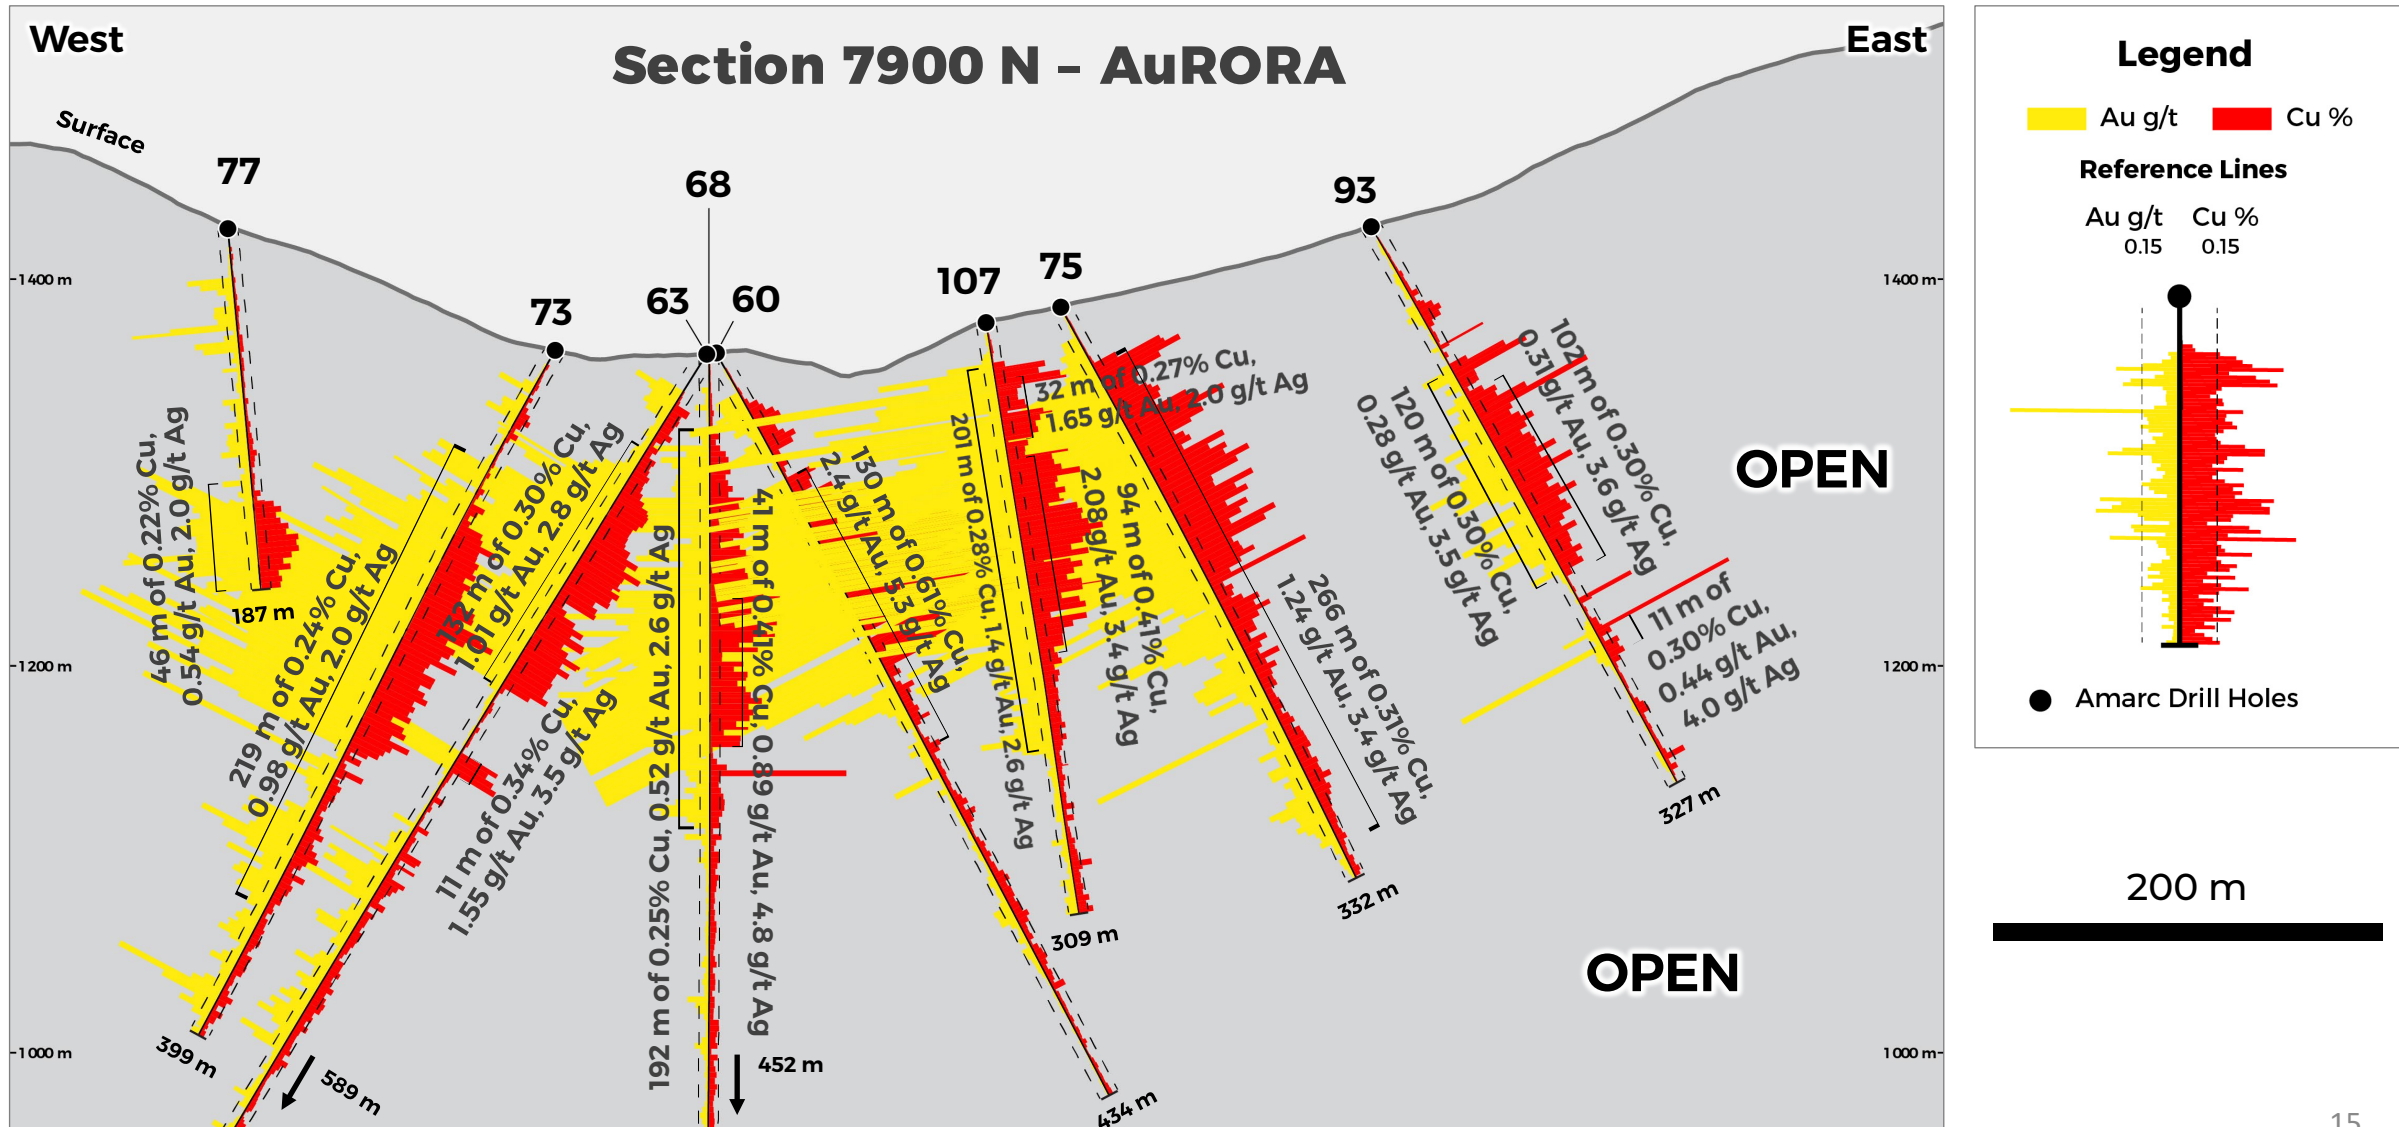 West
Section 7900 N – AuRORA
East
Surface
77
68
93
73
63
60
107
75
1400 m
1400 m
1200 m
1200 m
1000 m
1000 m
46 m of 0.22% Cu,
0.54 g/t Au, 2.0 g/t Ag
187 m
219 m of 0.24% Cu,
0.98 g/t Au, 2.0 g/t Ag
399 m
132 m of 0.30% Cu,
1.01 g/t Au, 2.8 g/t Ag
11 m of 0.34% Cu,
1.55 g/t Au, 3.5 g/t Ag
589 m
192 m of 0.25% Cu, 0.52 g/t Au, 2.6 g/t Ag
41 m of 0.41% Cu, 0.89 g/t Au, 4.8 g/t Ag
452 m
130 m of 0.61% Cu,
2.4 g/t Au, 5.3 g/t Ag
434 m
201 m of 0.28% Cu, 1.4 g/t Au, 2.6 g/t Ag
32 m of 0.27% Cu,
1.65 g/t Au, 2.0 g/t Ag
94 m of 0.41% Cu,
2.08g/t Au, 3.4 g/t Ag
309 m
266 m of 0.31% Cu,
1.24 g/t Au, 3.4 g/t Ag
332 m
120 m of 0.30% Cu,
0.28 g/t Au, 3.5 g/t Ag
102 m of 0.30% Cu,
0.31g/t Au, 3.6 g/t Ag
11 m of
0.30% Cu,
0.44 g/t Au,
4.0 g/t Ag
327 m
OPEN
OPEN
Legend
Au g/t
Cu %
Reference Lines
Au g/t
Cu %
0.15
0.15
Amarc Drill Holes
200 m
15